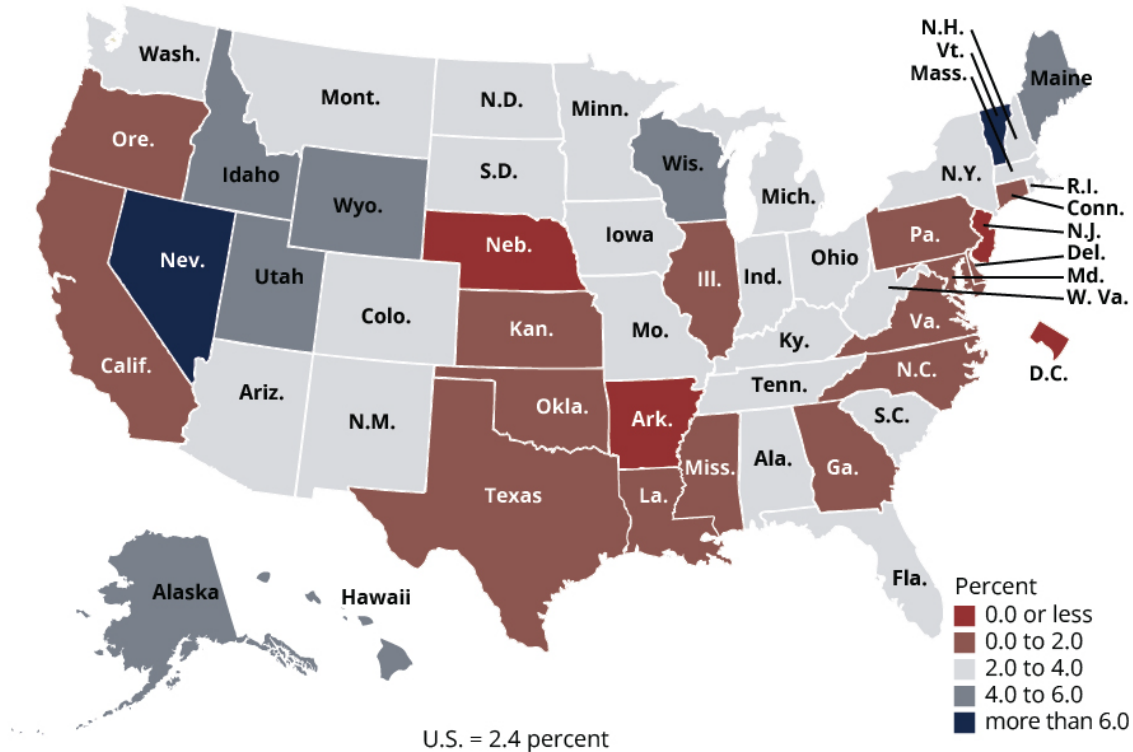 N.H.
Vt.
Mass.
Wash.
Mont.
N.D.
Minn.
Maine
Ore.
Idaho
S.D.
Wis.
N.Y.
Wyo.
Mich.
R.I.
Conn.
N.J.
Del.
Md.
W. Va.
Nev.
Utah
Neb.
Iowa
Pa.
Ohio
Ill.
Ind.
Colo.
Kan.
Mo.
Ky.
Va.
Calif.
D.C.
Ariz.
N.M.
Okla.
Ark.
Tenn.
N.C.
S.C.
Texas
La.
Miss.
Ala.
Ga.
Fla.
Alaska
Hawaii
Percent
0.0 or less
0.0 to 2.0
2.0 to 4.0
4.0 to 6.0
more than 6.0
U.S. = 2.4 percent